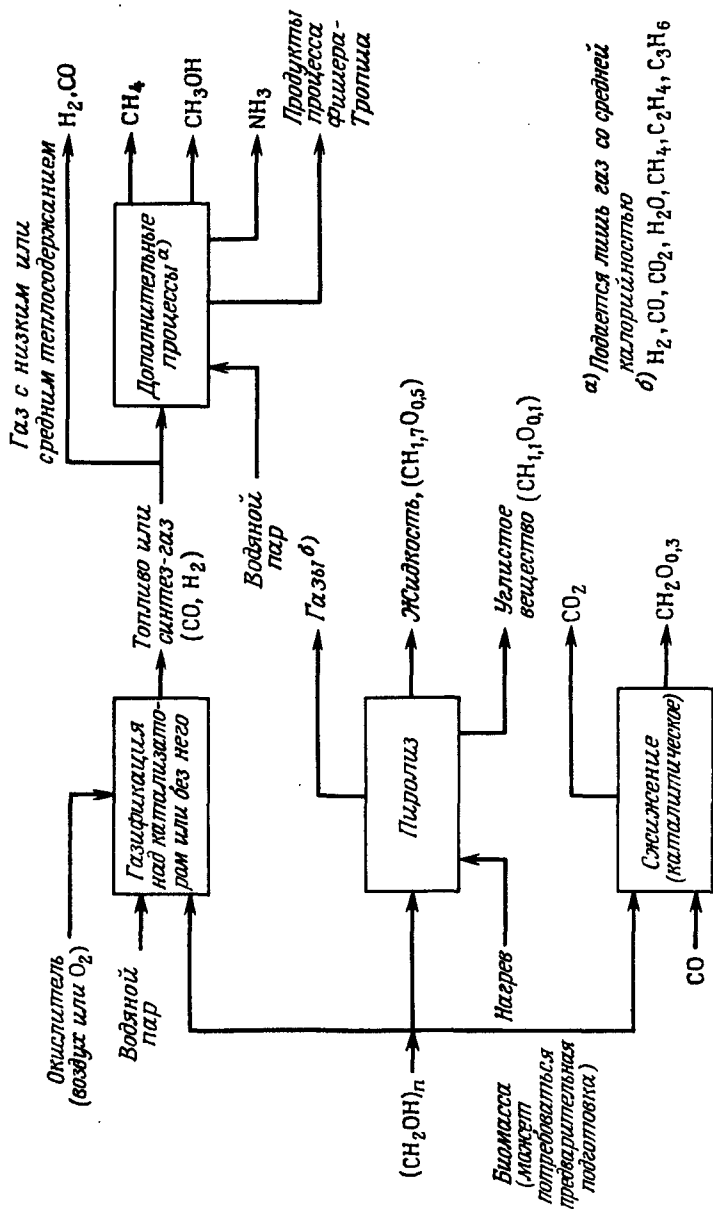 Окислитель
(воздух или O₂)
Водяной
пар
Газификация
над катализато-
ром или без него
Топливо или
синтез-газ
(CO, H₂)
Газ с низким или
средним теплосодержанием
H₂,CO
Дополнительные
процессы а)
CH₄
CH₃OH
NH₃
Продукты
процесса
Фишера-
Тропша
Водяной
пар
(CH₂OH)п
Биомасса
(может
потребоваться
предварительная
подготовка)
Нагрев
Пиролиз
Газы б)
Жидкость, (CH₁,₇O₀,₅)
Углистое
вещество (CH₁,₁O₀,₁)
CO
Сжижение
(каталитическое)
CO₂
CH₂O₀,₃
а) Подается лишь газ со средней
калорийностью
б) H₂, CO, CO₂, H₂O, CH₄, C₂H₄, C₃H₆